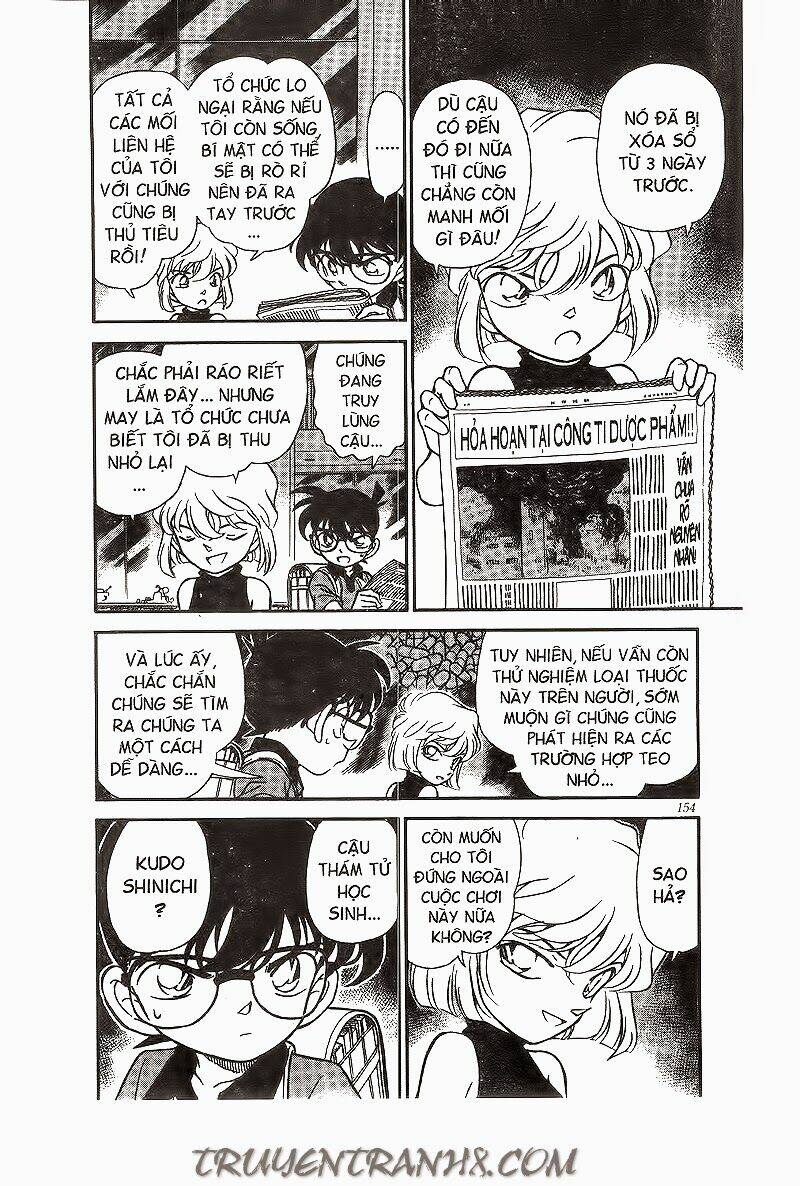 NÓ ĐÃ BỊ
XÓA SỔ
TỪ 3 NGÀY
TRƯỚC.
DÙ CẬU
CÓ ĐẾN
ĐÓ ĐI NỮA
THÌ CŨNG
CHẲNG CÒN
MANH MỐI
GÌ ĐÂU!
HỎA HOẠN TẠI CÔNG TI DƯỢC PHẨM!!
VẪN
CHƯA
RÕ
NGUYÊN
NHÂN!
.....
TỔ CHỨC LO
NGẠI RẰNG NẾU
TÔI CÒN SỐNG,
BÍ MẬT CÓ THỂ
SẼ BỊ RÒ RỈ
NÊN ĐÃ RA
TAY TRƯỚC
...
TẤT CẢ
CÁC MỐI
LIÊN HỆ
CỦA TÔI
VỚI CHÚNG
CŨNG BỊ
THỦ TIÊU
RỒI!
CHÚNG
ĐANG
TRUY
LÙNG
CẬU...
CHẮC PHẢI RÁO RIẾT
LẮM ĐÂY... NHƯNG
MAY LÀ TỔ CHỨC CHƯA
BIẾT TÔI ĐÃ BỊ THU
NHỎ LẠI
...
TUY NHIÊN, NẾU VẪN CÒN
THỬ NGHIỆM LOẠI THUỐC
NÀY TRÊN NGƯỜI, SỚM
MUỘN GÌ CHÚNG CŨNG
PHÁT HIỆN RA CÁC
TRƯỜNG HỢP TEO
NHỎ...
VÀ LÚC ẤY,
CHẮC CHẮN
CHÚNG SẼ TÌM
RA CHÚNG TA
MỘT CÁCH
DỄ DÀNG...
154
SAO
HẢ?
CÒN MUỐN
CHO TÔI
ĐỨNG NGOÀI
CUỘC CHƠI
NÀY NỮA
KHÔNG?
CẬU
THÁM TỬ
HỌC
SINH...
KUDO
SHINICHI
?
TRUYENTRANH8.COM